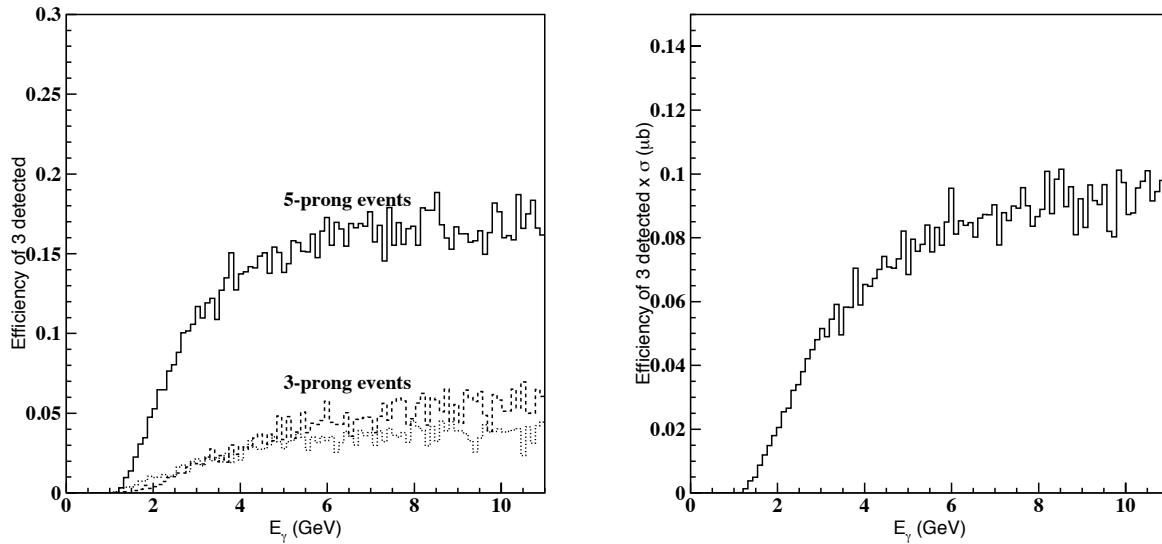 Efficiency of 3 detected
0.3
0.25
0.2
0.15
0.1
0.05
0
5-prong events
3-prong events
0 2 4 6 8 10
E_γ (GeV)
Efficiency of 3 detected x σ (μb)
0.14
0.12
0.1
0.08
0.06
0.04
0.02
0
0 2 4 6 8 10
E_γ (GeV)